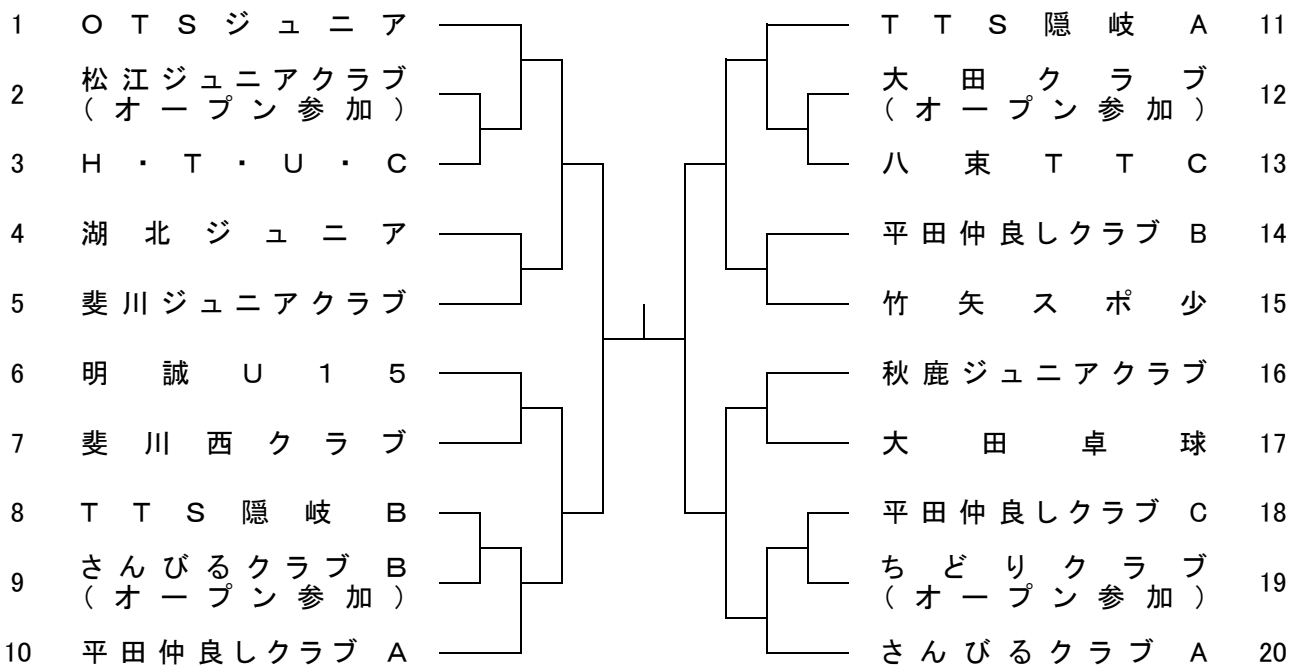 1 OTSジュニア
2 松江ジュニアクラブ
(オープン参加)
3 H・T・U・C
4 湖北ジュニア
5 斐川ジュニアクラブ
6 明誠U15
7 斐川西クラブ
8 TTS隠岐B
9 さんびるクラブB
(オープン参加)
10 平田仲良しクラブA
TTS隠岐A 11
大田クラブ
(オープン参加) 12
八束TTC 13
平田仲良しクラブB 14
竹矢スポ少 15
秋鹿ジュニアクラブ 16
大田卓球 17
平田仲良しクラブC 18
ちどりクラブ
(オープン参加) 19
さんびるクラブA 20